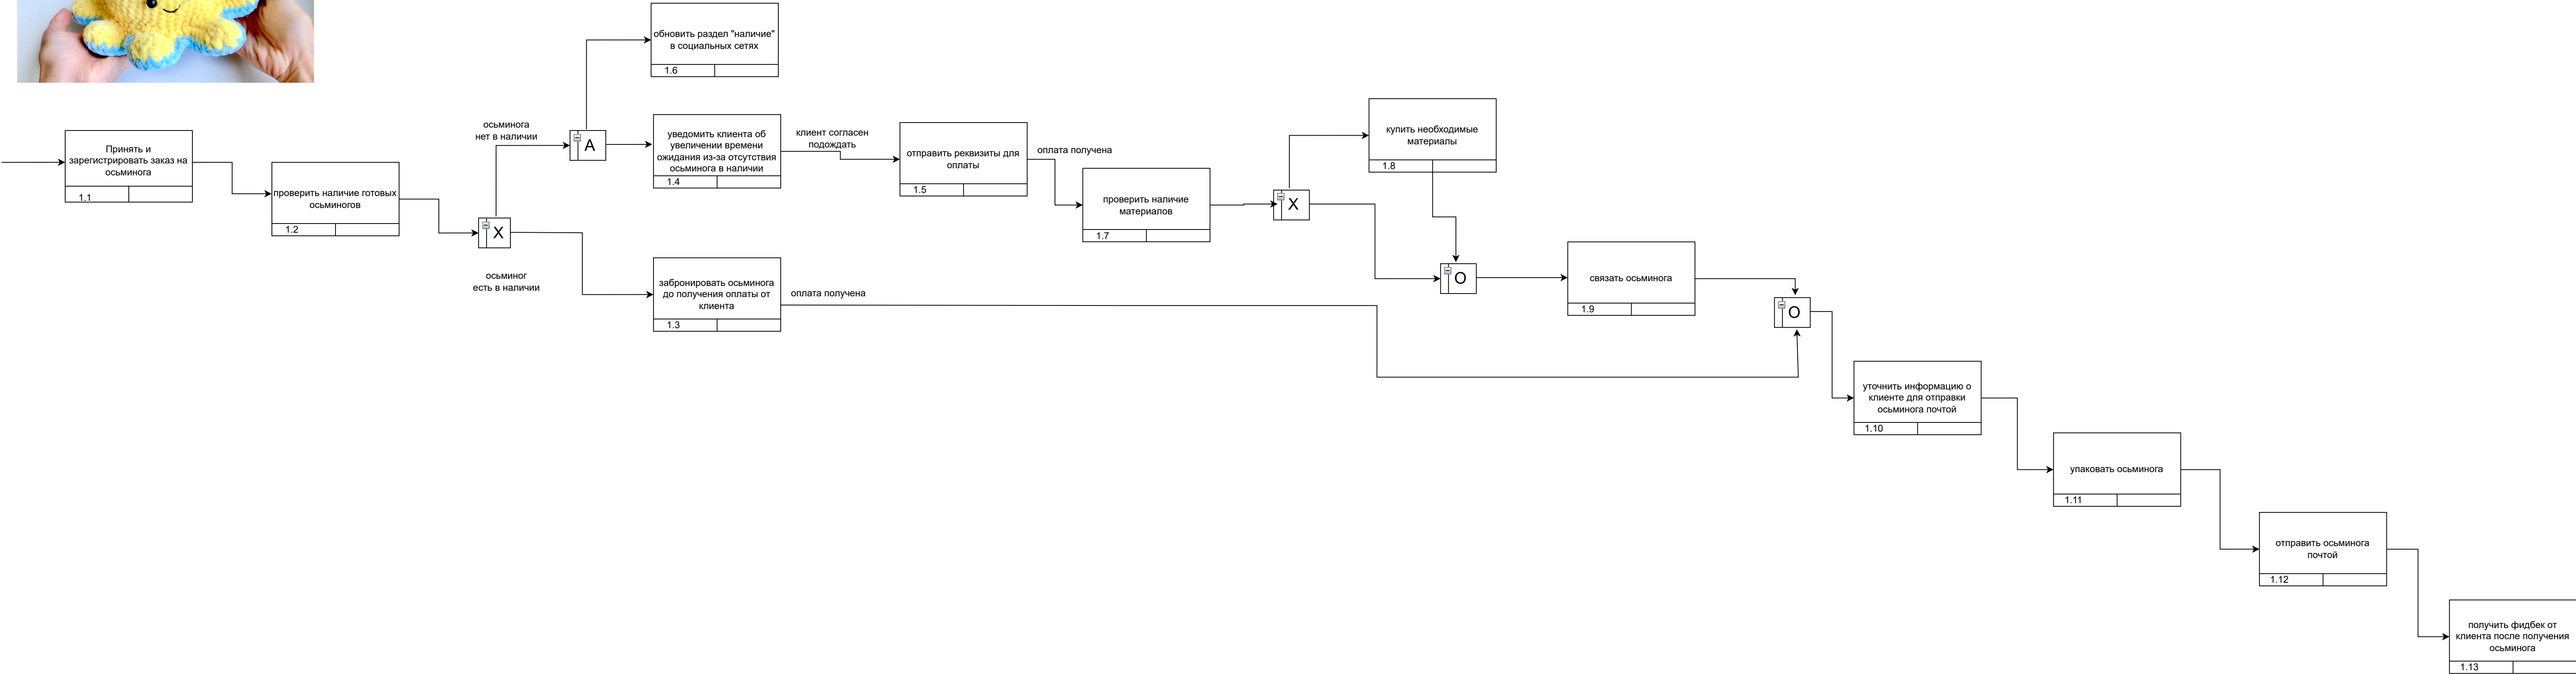 обновить раздел "наличие"
в социальных сетях
1.6
Принять и
зарегистрировать заказ на
осьминога
1.1
проверить наличие готовых
осьминогов
1.2
осьминога
нет в наличии
X
осьминог
есть в наличии
A
уведомить клиента об
увеличении времени
ожидания из-за отсутствия
осьминога в наличии
1.4
клиент согласен
подождать
забронировать осьминога
до получения оплаты от
клиента
1.3
оплата получена
отправить реквизиты для
оплаты
1.5
оплата получена
проверить наличие
материалов
1.7
X
купить необходимые
материалы
1.8
O
связать осьминога
1.9
O
уточнить информацию о
клиенте для отправки
осьминога почтой
1.10
упаковать осьминога
1.11
отправить осьминога
почтой
1.12
получить фидбек от
клиента после получения
осьминога
1.13